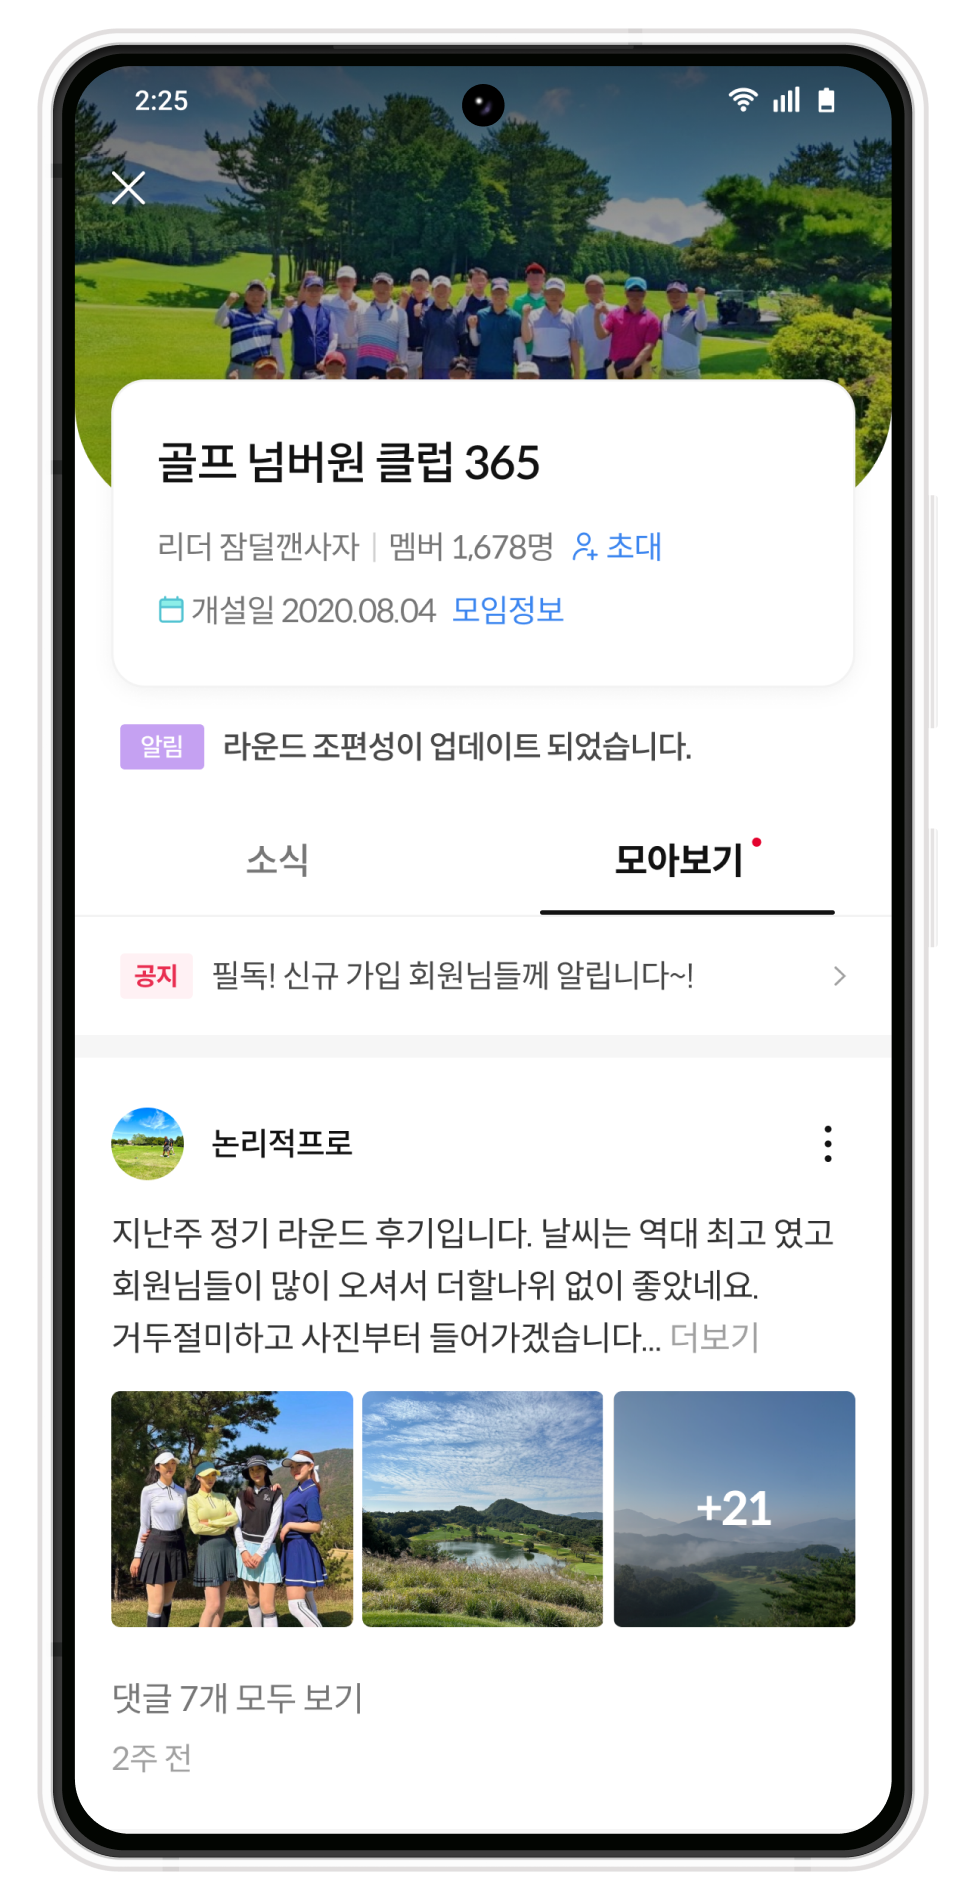 2:25
골프 넘버원 클럽 365
리더 잠덜깬사자 | 멤버 1,678명 초대
개설일 2020.08.04 모임정보
알림 라운드 조편성이 업데이트 되었습니다.
소식 모아보기
공지 필독! 신규 가입 회원님들께 알립니다~!
논리적프로
지난주 정기 라운드 후기입니다. 날씨는 역대 최고 였고
회원님들이 많이 오셔서 더할나위 없이 좋았네요.
거두절미하고 사진부터 들어가겠습니다... 더보기
+21
댓글 7개 모두 보기
2주 전